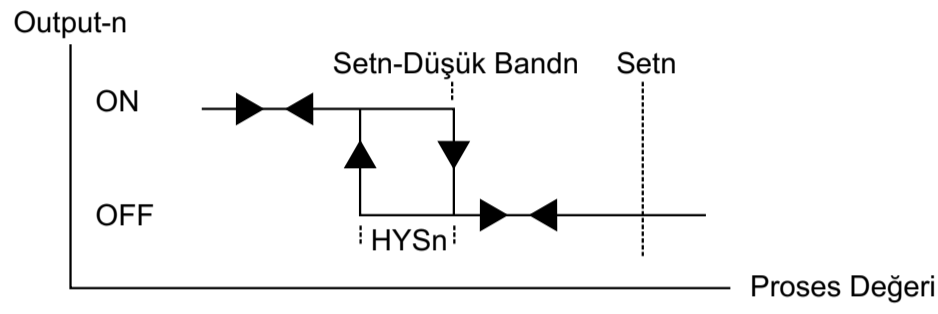 Output-n
Setn-Düşük Bandn
Setn
ON
OFF
HYSn
Proses Değeri